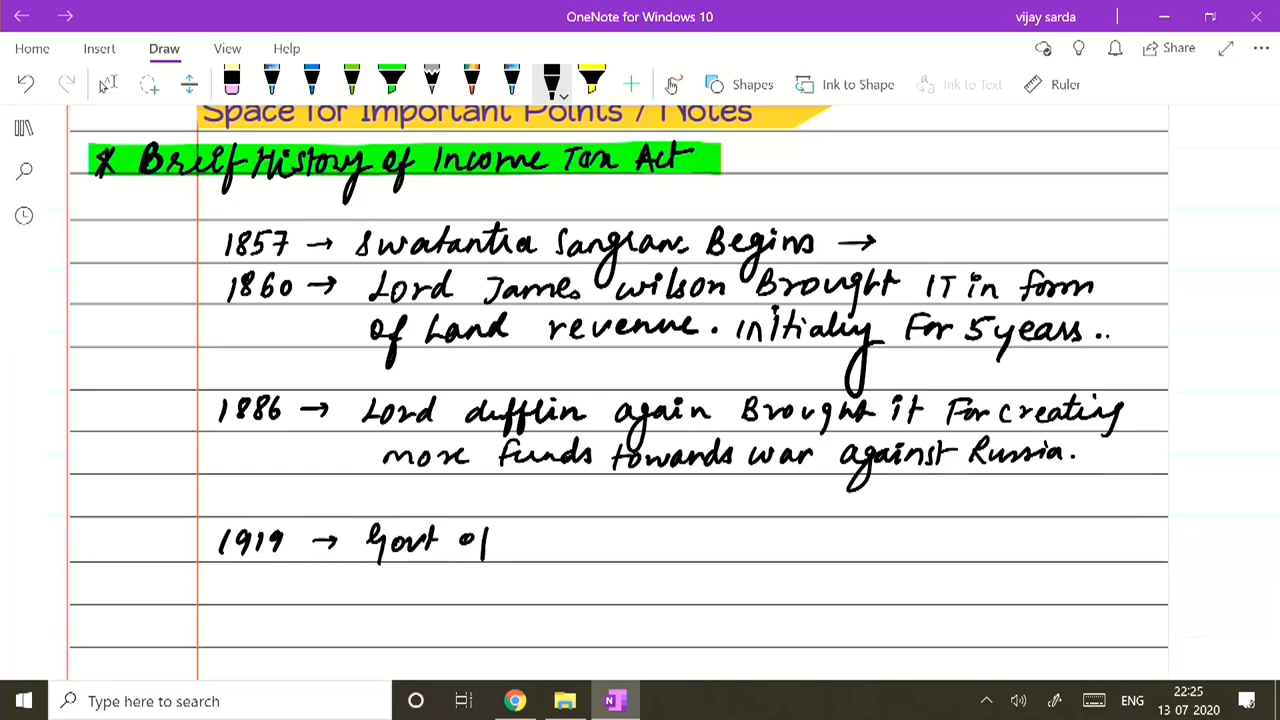 OneNote for Windows 10
vijay sarda
Home Insert Draw View Help
Share
Shapes Ink to Shape Ink to Text Ruler
Space for Important Points / Notes
* Brief History of Income Tax Act
1857 → Swatantra Sangram Begins →
1860 → Lord James Wilson Brought IT in form
of Land revenue. initially For 5 years ..
1886 → Lord dufflin again Brought it For creating
more funds towards war against Russia.
1919 → Govt of
Type here to search
ENG
22:25
13-07-2020